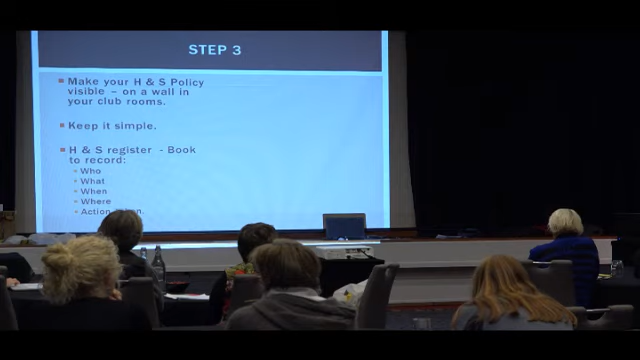 STEP 3
Make your H & S Policy
visible – on a wall in
your club rooms.
Keep it simple.
H & S register - Book
to record:
Who
What
When
Where
Action